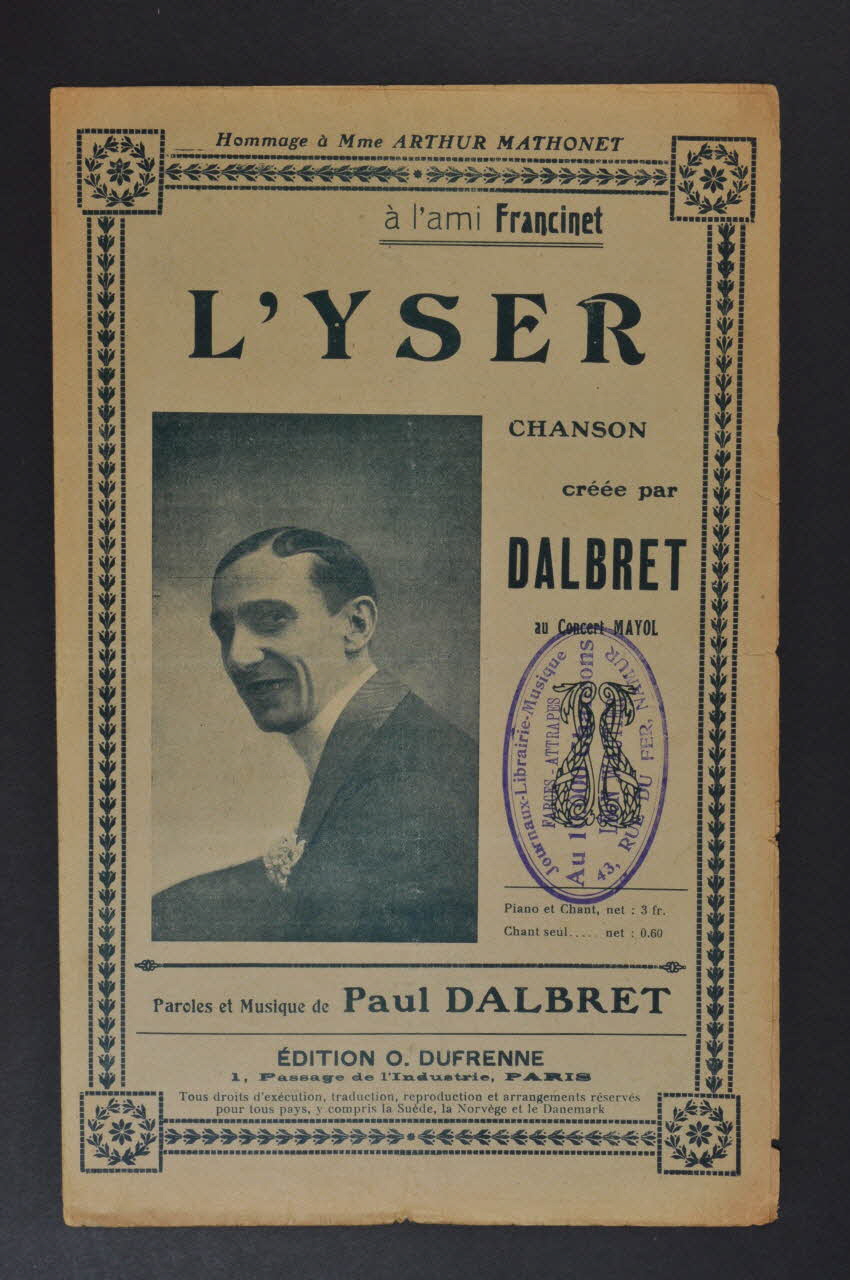 Hommage à Mme ARTHUR MATHONET
à l'ami Francinet
L'YSER
CHANSON
créée par
DALBRET
au Concert MAYOL
Journaux-Librairie-Musique
FARCES-ATTRAPES
Au
43, RUE DU FER, NAMUR
Piano et Chant, net : 3 fr.
Chant seul..... net : 0.60
Paroles et Musique de Paul DALBRET
ÉDITION O. DUFRENNE
1, Passage de l'Industrie, PARIS
Tous droits d'exécution, traduction, reproduction et arrangements réservés
pour tous pays, y compris la Suède, la Norvège et le Danemark